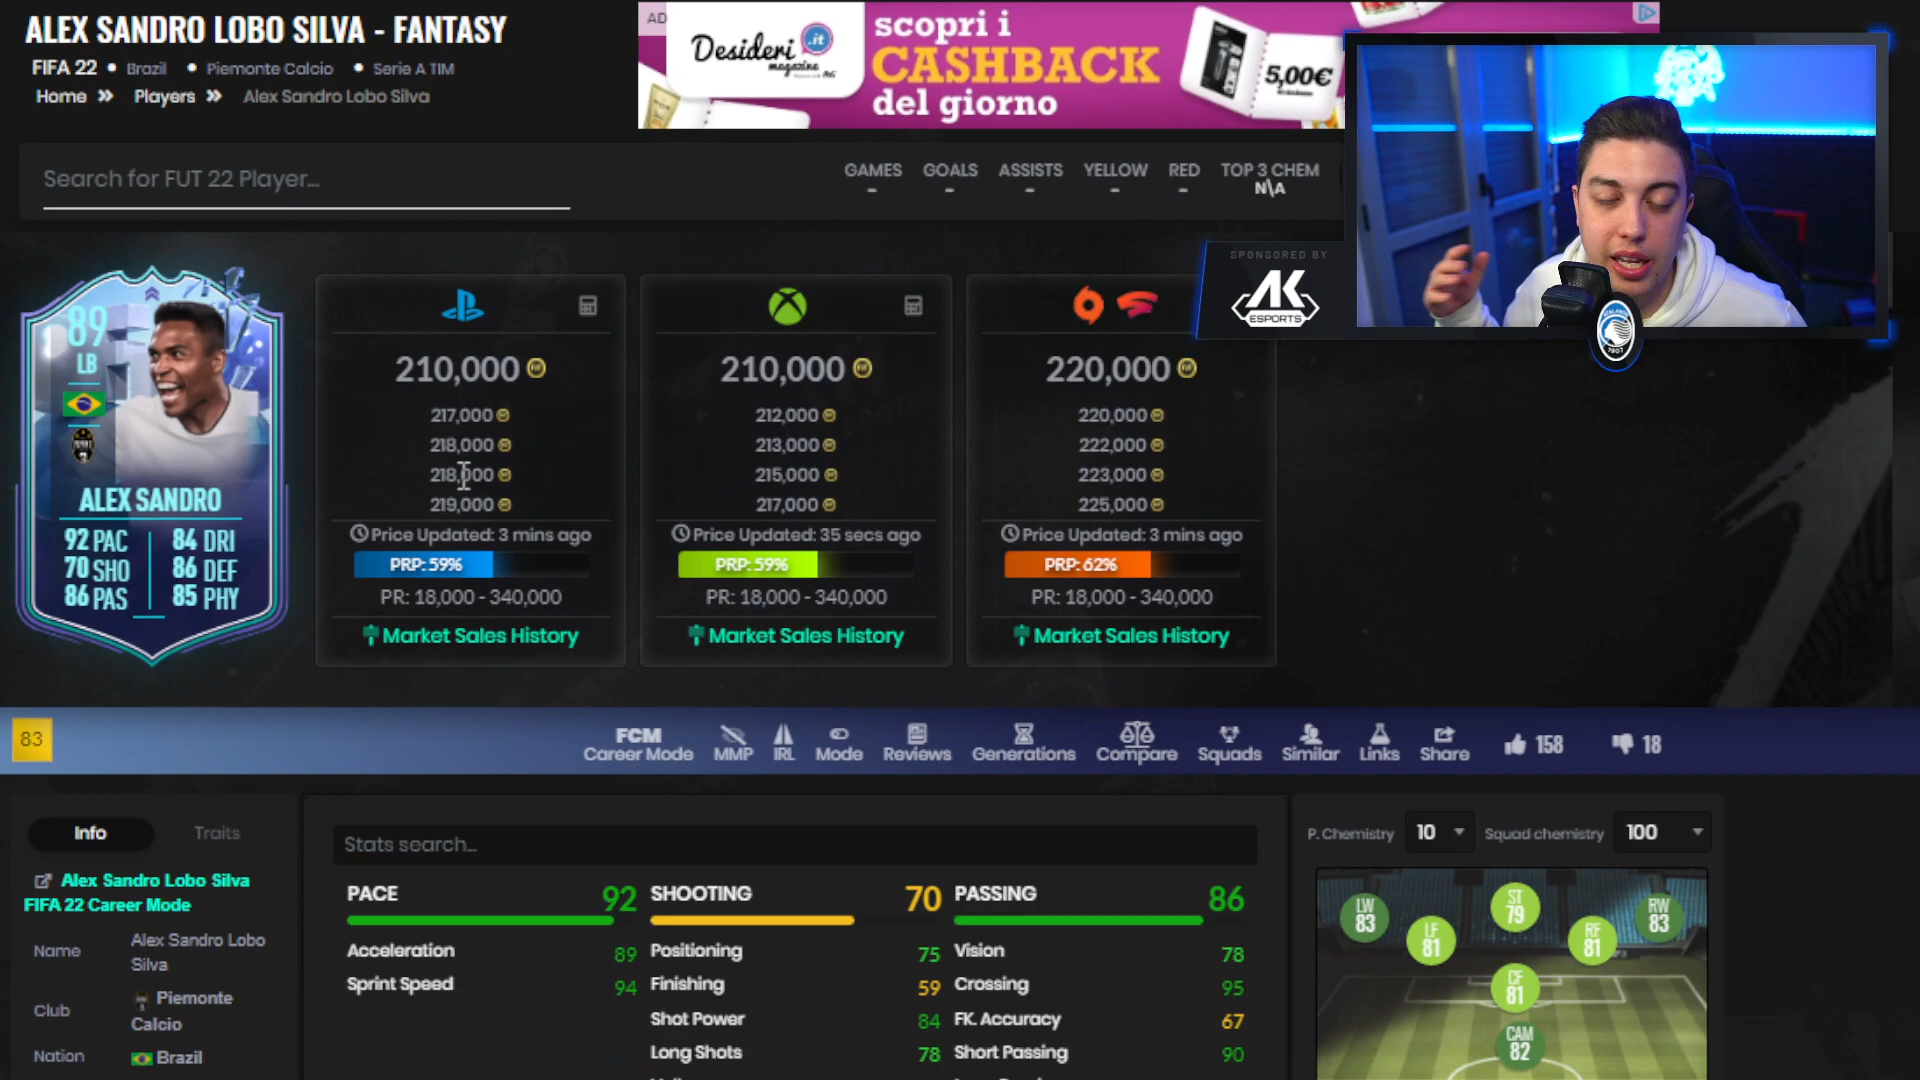 ALEX SANDRO LOBO SILVA - FANTASY
FIFA 22 • Brazil • Piemonte Calcio • Serie A TIM
Home » Players » Alex Sandro Lobo Silva
AD
Desideri .it
magazine
scopri i
CASHBACK
del giorno
5,00€
Search for FUT 22 Player...
GAMES GOALS ASSISTS YELLOW RED TOP 3 CHEM
- - - - - N\A
SPONSORED BY
AK
ESPORTS
ATALANTA
1907
89
LB
ALEX SANDRO
92 PAC 84 DRI
70 SHO 86 DEF
86 PAS 85 PHY
210,000
217,000
218,000
218,000
219,000
Price Updated: 3 mins ago
PRP: 59%
PR: 18,000 - 340,000
Market Sales History
210,000
212,000
213,000
215,000
217,000
Price Updated: 35 secs ago
PRP: 59%
PR: 18,000 - 340,000
Market Sales History
220,000
220,000
222,000
223,000
225,000
Price Updated: 3 mins ago
PRP: 62%
PR: 18,000 - 340,000
Market Sales History
83
FCM
Career Mode MMP IRL Mode Reviews Generations Compare Squads Similar Links Share 158 18
Info Traits
Alex Sandro Lobo Silva
FIFA 22 Career Mode
Name Alex Sandro Lobo
Silva
Club Piemonte
Calcio
Nation Brazil
Stats search...
PACE 92
Acceleration 89
Sprint Speed 94
SHOOTING 70
Positioning 75
Finishing 59
Shot Power 84
Long Shots 78
PASSING 86
Vision 78
Crossing 95
FK. Accuracy 67
Short Passing 90
P. Chemistry 10 Squad chemistry 100
LW
83
ST
79
RW
83
LF
81
RF
81
CF
81
CAM
82